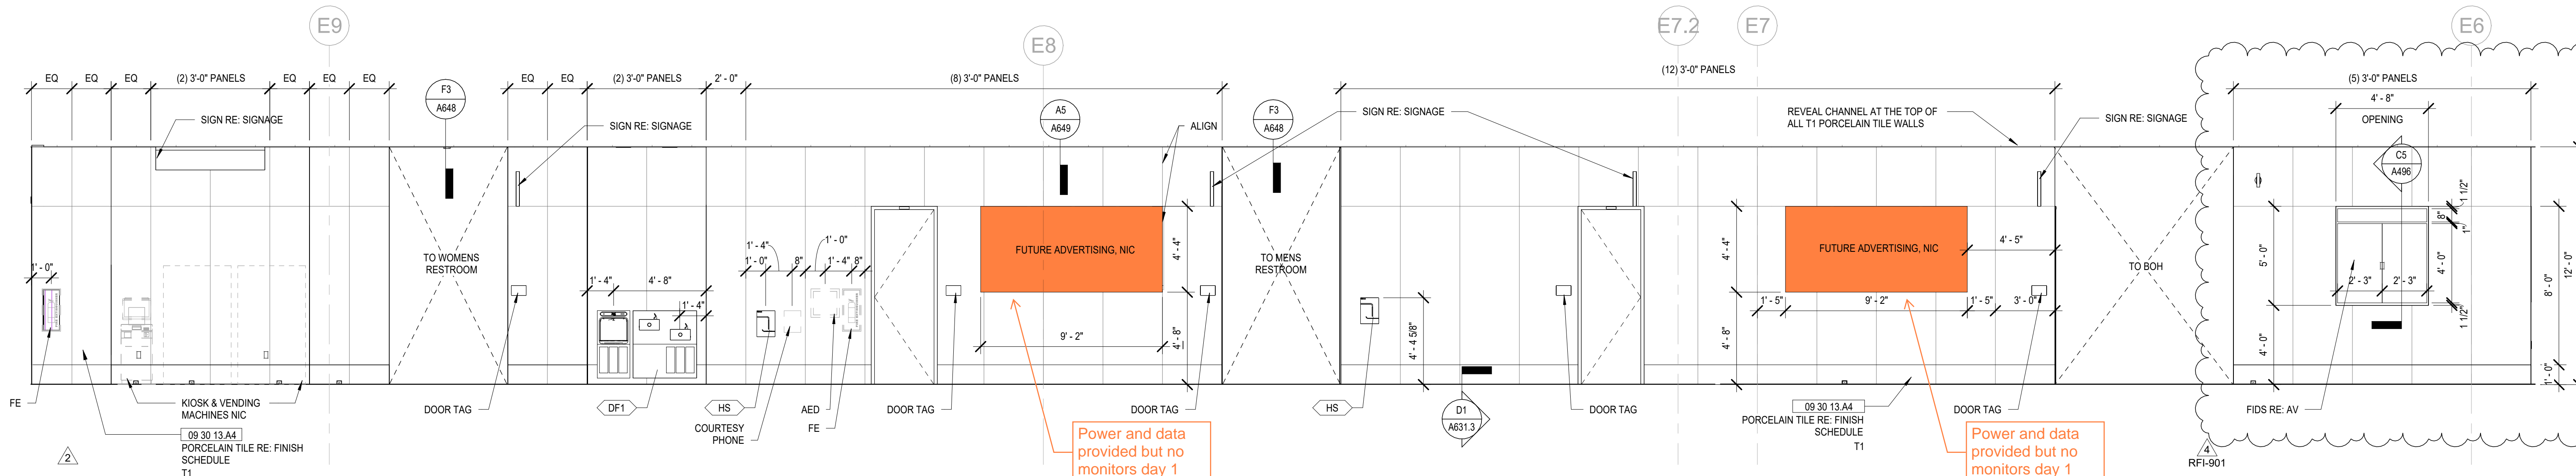 E9
E8
E7.2
E7
E6
EQ
EQ
EQ
(2) 3'-0" PANELS
EQ
EQ
EQ
EQ
EQ
(2) 3'-0" PANELS
2' - 0"
(8) 3'-0" PANELS
(12) 3'-0" PANELS
(5) 3'-0" PANELS
4' - 8"
OPENING
F3
A648
A5
A649
F3
A648
C5
A496
SIGN RE: SIGNAGE
SIGN RE: SIGNAGE
ALIGN
SIGN RE: SIGNAGE
REVEAL CHANNEL AT THE TOP OF
ALL T1 PORCELAIN TILE WALLS
SIGN RE: SIGNAGE
1' - 0"
TO WOMENS
RESTROOM
1' - 4"
4' - 8"
1' - 4"
1' - 4"
1' - 0"
8"
1' - 0"
1' - 4"
8"
FUTURE ADVERTISING, NIC
9' - 2"
4' - 4"
4' - 8"
TO MENS
RESTROOM
4' - 4 5/8"
4' - 4"
4' - 8"
FUTURE ADVERTISING, NIC
4' - 5"
1' - 5"
9' - 2"
1' - 5"
3' - 0"
TO BOH
5' - 0"
4' - 0"
2' - 3"
2' - 3"
1 1/2"
8"
1"
4' - 0"
1 1/2"
8' - 0"
1' - 0"
12' - 0"
FE
KIOSK & VENDING
MACHINES NIC
09 30 13.A4
PORCELAIN TILE RE: FINISH
SCHEDULE
T1
2
DOOR TAG
DF1
HS
COURTESY
PHONE
AED
FE
DOOR TAG
DOOR TAG
Power and data
provided but no
monitors day 1
HS
D1
A631.3
DOOR TAG
09 30 13.A4
PORCELAIN TILE RE: FINISH
SCHEDULE
T1
DOOR TAG
Power and data
provided but no
monitors day 1
4
RFI-901
FIDS RE: AV